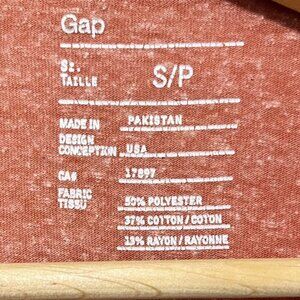 Gap
SZ.
TAILLE S/P
MADE IN PAKISTAN
DESIGN
CONCEPTION USA
CA# 17897
FABRIC
TISSU 50% POLYESTER
37% COTTON / COTON
13% RAYON / RAYONNE